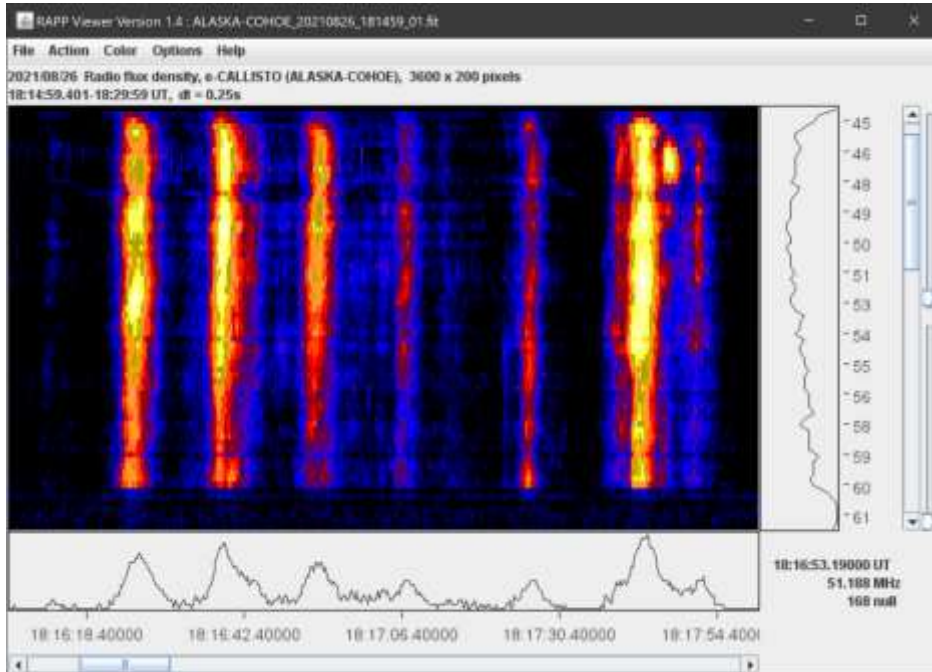 RAPP Viewer Version 1.4 : ALASKA-COHOE_20210826_181459_01.fit
File Action Color Options Help
2021/08/26 Radio flux density, e-CALLISTO (ALASKA-COHOE), 3600 x 200 pixels
18:14:59.401-18:29:59 UT, dt = 0.25s
45
46
48
49
50
51
53
54
55
56
58
59
60
61
18:16:53.19000 UT
51.188 MHz
168 null
18:16:18.40000 18:16:42.40000 18:17:06.40000 18:17:30.40000 18:17:54.400